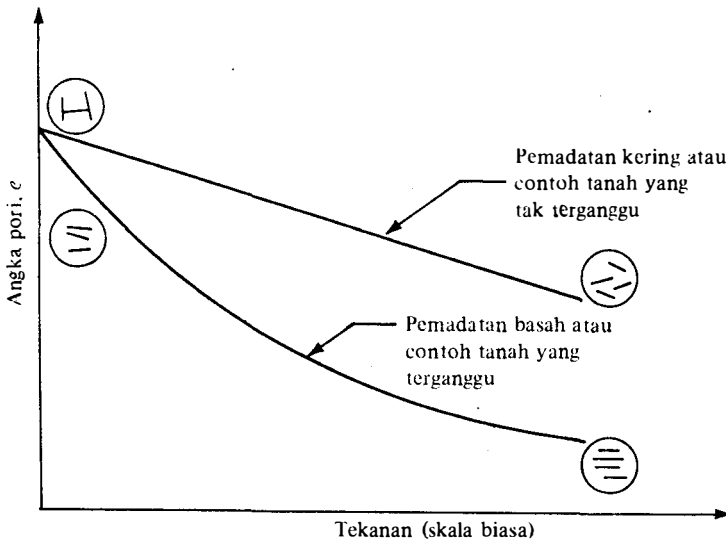 Angka pori, e
Pemadatan kering atau
contoh tanah yang
tak terganggu
Pemadatan basah atau
contoh tanah yang
terganggu
Tekanan (skala biasa)